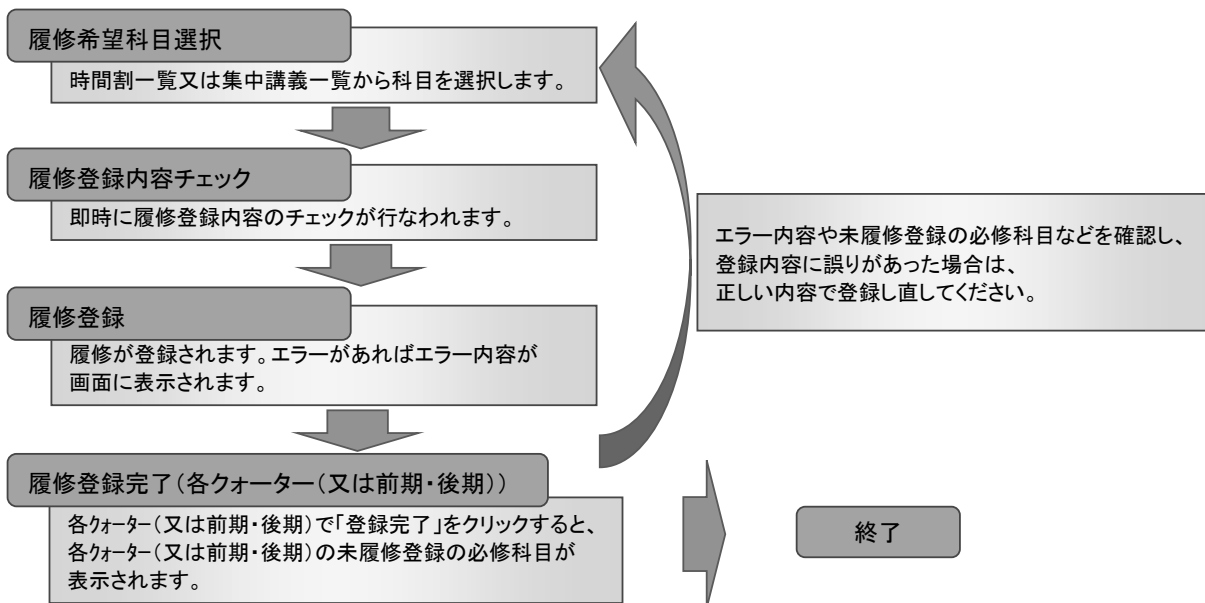 履修希望科目選択
時間割一覧又は集中講義一覧から科目を選択します。
履修登録内容チェック
即時に履修登録内容のチェックが行なわれます。
履修登録
履修が登録されます。エラーがあればエラー内容が
画面に表示されます。
履修登録完了(各クォーター(又は前期・後期))
各ｸｫｰﾀｰ(又は前期・後期)で「登録完了」をクリックすると、
各ｸｫｰﾀｰ(又は前期・後期)の未履修登録の必修科目が
表示されます。
エラー内容や未履修登録の必修科目などを確認し、
登録内容に誤りがあった場合は、
正しい内容で登録し直してください。
終了